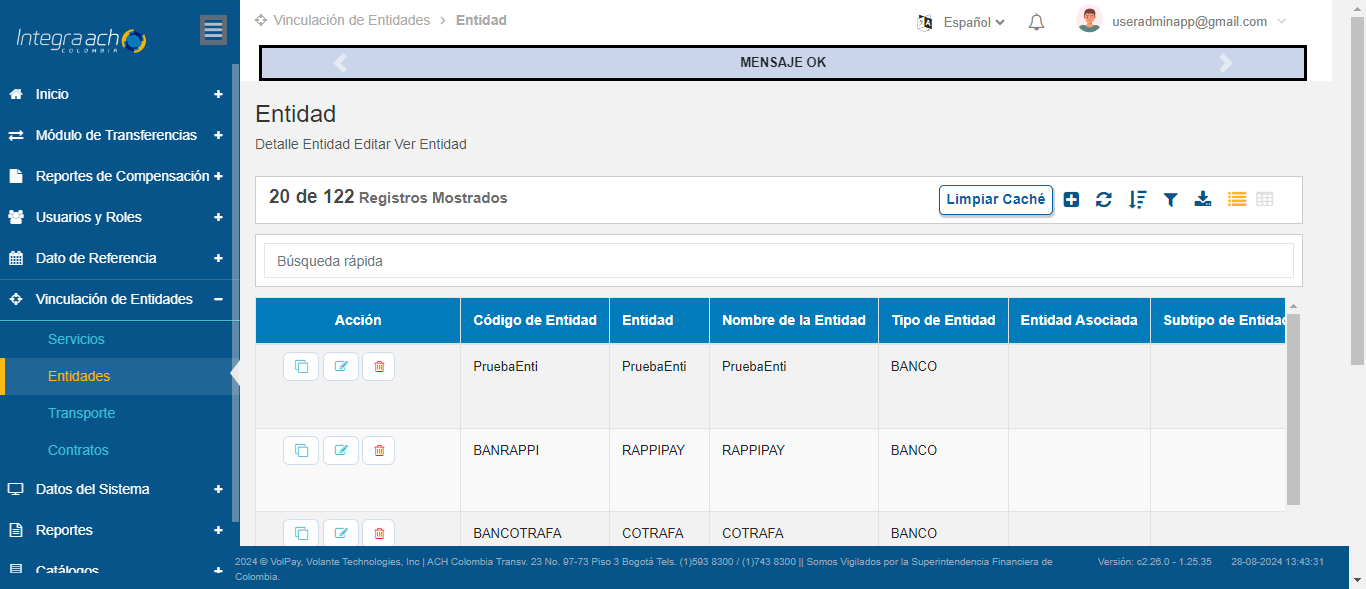 Integra ach
COLOMBIA
Vinculación de Entidades > Entidad
Español
useradminapp@gmail.com
MENSAJE OK
Inicio +
Módulo de Transferencias +
Reportes de Compensación +
Usuarios y Roles +
Dato de Referencia +
Vinculación de Entidades −
Servicios
Entidades
Transporte
Contratos
Datos del Sistema +
Reportes +
Catálogos +
Entidad
Detalle Entidad Editar Ver Entidad
20 de 122 Registros Mostrados
Limpiar Caché
Búsqueda rápida
Acción Código de Entidad Entidad Nombre de la Entidad Tipo de Entidad Entidad Asociada Subtipo de Entidad
PruebaEnti PruebaEnti PruebaEnti BANCO
BANRAPPI RAPPIPAY RAPPIPAY BANCO
BANCOTRAFA COTRAFA COTRAFA BANCO
2024 © VolPay, Volante Technologies, Inc | ACH Colombia Transv. 23 No. 97-73 Piso 3 Bogotá Tels. (1)593 8300 / (1)743 8300 || Somos Vigilados por la Superintendencia Financiera de
Colombia.
Versión: c2.26.0 - 1.25.35 28-08-2024 13:43:31